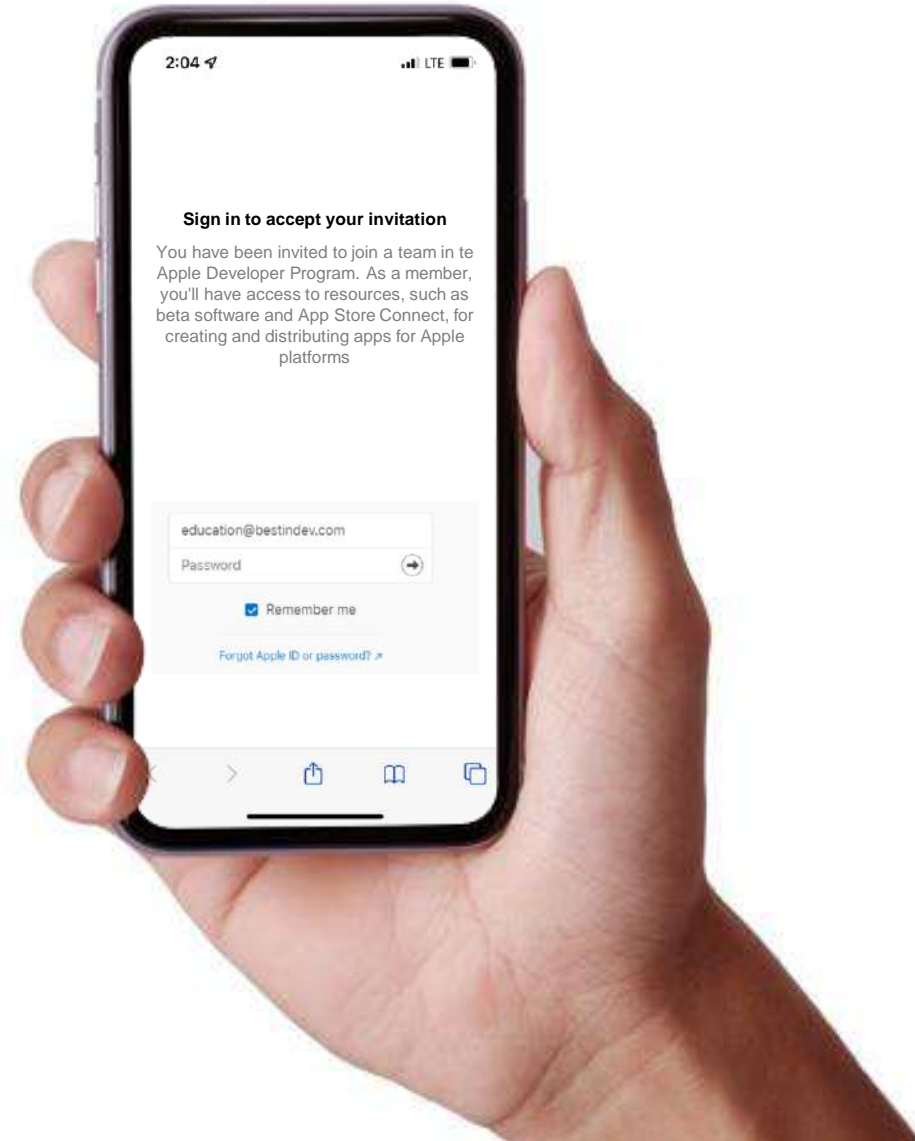 2:04
LTE
Sign in to accept your invitation
You have been invited to join a team in te
Apple Developer Program. As a member,
you'll have access to resources, such as
beta software and App Store Connect, for
creating and distributing apps for Apple
platforms
education@bestindev.com
Password
Remember me
Forgot Apple ID or password? ↗